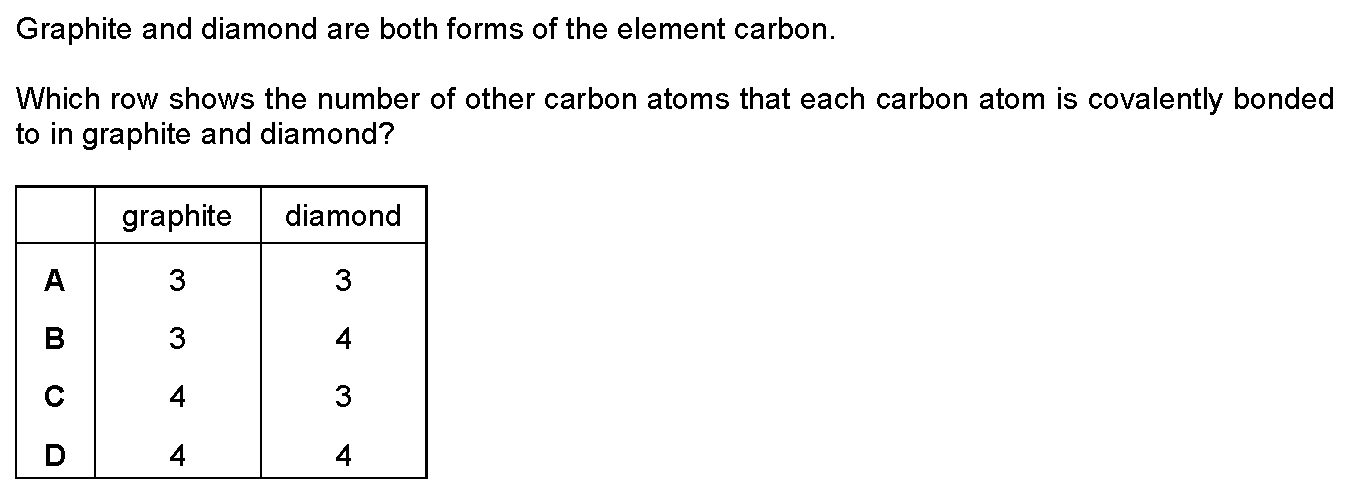 Graphite and diamond are both forms of the element carbon.
Which row shows the number of other carbon atoms that each carbon atom is covalently bonded
to in graphite and diamond?
graphite diamond
A 3 3
B 3 4
C 4 3
D 4 4